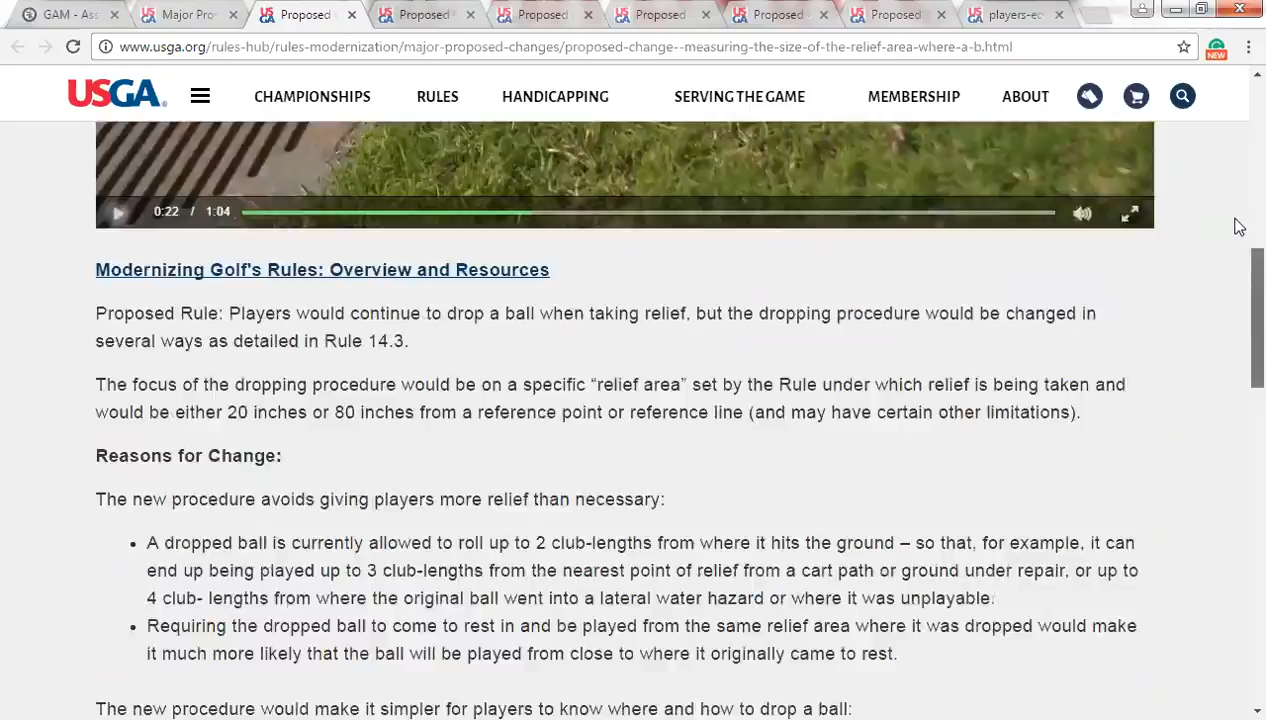 GAM - Ass
Major Pro
Proposed
Proposed
Proposed
Proposed
Proposed
Proposed
players-ed
www.usga.org/rules-hub/rules-modernization/major-proposed-changes/proposed-change--measuring-the-size-of-the-relief-area-where-a-b.html
NEW
USGA
CHAMPIONSHIPS RULES HANDICAPPING SERVING THE GAME MEMBERSHIP ABOUT
0:22 / 1:04
Modernizing Golf's Rules: Overview and Resources
Proposed Rule: Players would continue to drop a ball when taking relief, but the dropping procedure would be changed in
several ways as detailed in Rule 14.3.
The focus of the dropping procedure would be on a specific “relief area” set by the Rule under which relief is being taken and
would be either 20 inches or 80 inches from a reference point or reference line (and may have certain other limitations).
Reasons for Change:
The new procedure avoids giving players more relief than necessary:
• A dropped ball is currently allowed to roll up to 2 club-lengths from where it hits the ground – so that, for example, it can
end up being played up to 3 club-lengths from the nearest point of relief from a cart path or ground under repair, or up to
4 club- lengths from where the original ball went into a lateral water hazard or where it was unplayable.
• Requiring the dropped ball to come to rest in and be played from the same relief area where it was dropped would make
it much more likely that the ball will be played from close to where it originally came to rest.
The new procedure would make it simpler for players to know where and how to drop a ball: